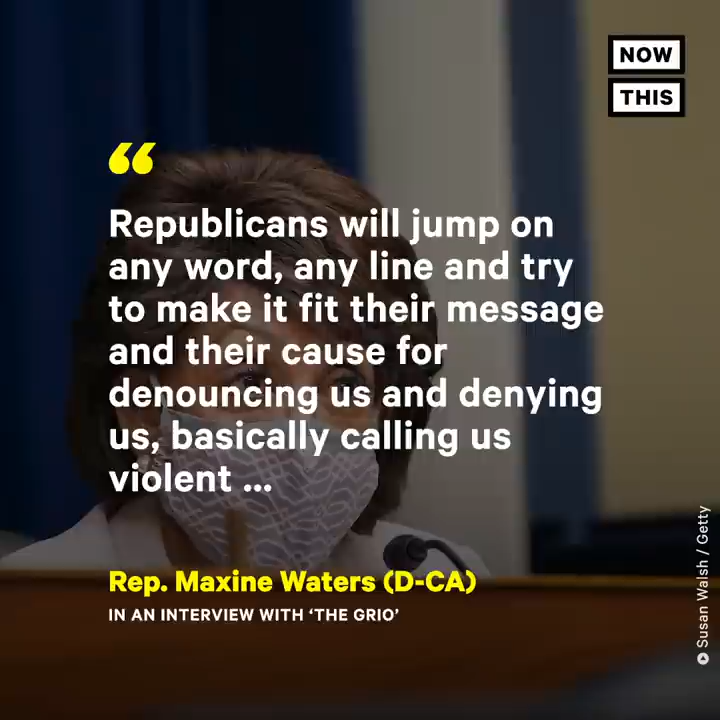 NOW
THIS
“
Republicans will jump on
any word, any line and try
to make it fit their message
and their cause for
denouncing us and denying
us, basically calling us
violent ...
Rep. Maxine Waters (D-CA)
IN AN INTERVIEW WITH ‘THE GRIO’
Susan Walsh / Getty